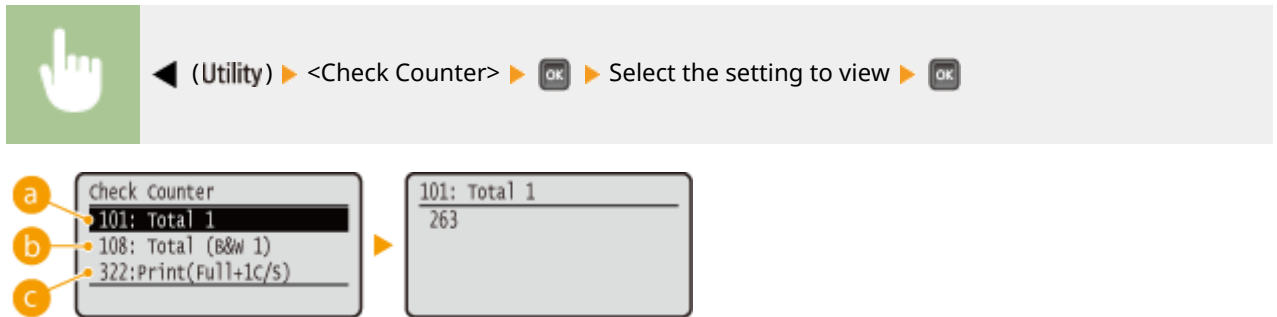 (Utility) <Check Counter> OK Select the setting to view OK
a
b
c
Check Counter
101: Total 1
108: Total (B&W 1)
322:Print(Full+1C/S)
101: Total 1
263